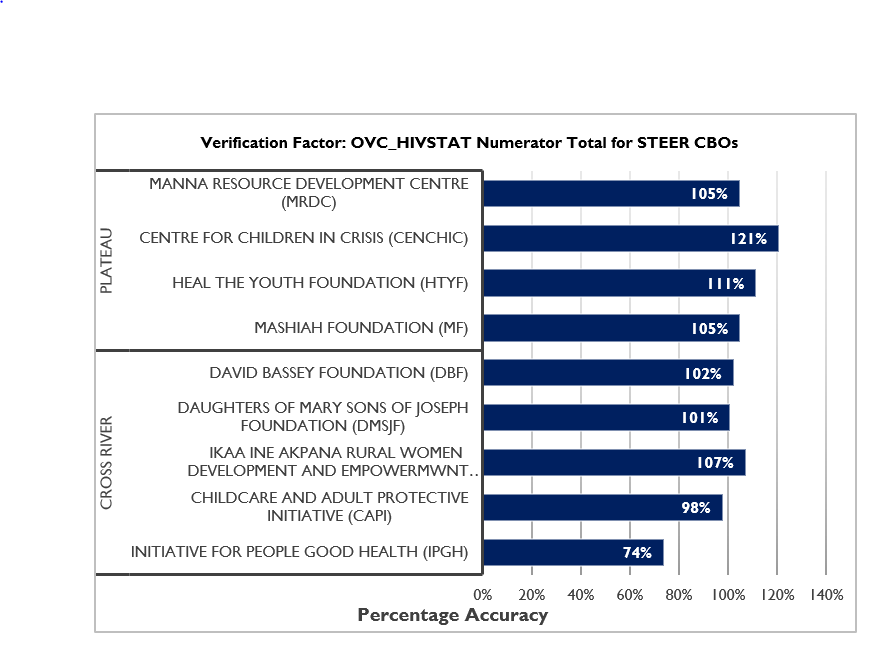 Verification Factor: OVC_HIVSTAT Numerator Total for STEER CBOs
PLATEAU
MANNA RESOURCE DEVELOPMENT CENTRE
(MRDC)
105%
CENTRE FOR CHILDREN IN CRISIS (CENCHIC)
121%
HEAL THE YOUTH FOUNDATION (HTYF)
111%
MASHIAH FOUNDATION (MF)
105%
CROSS RIVER
DAVID BASSEY FOUNDATION (DBF)
102%
DAUGHTERS OF MARY SONS OF JOSEPH
FOUNDATION (DMSJF)
101%
IKAA INE AKPANA RURAL WOMEN
DEVELOPMENT AND EMPOWERMWNT..
107%
CHILDCARE AND ADULT PROTECTIVE
INITIATIVE (CAPI)
98%
INITIATIVE FOR PEOPLE GOOD HEALTH (IPGH)
74%
0% 20% 40% 60% 80% 100% 120% 140%
Percentage Accuracy